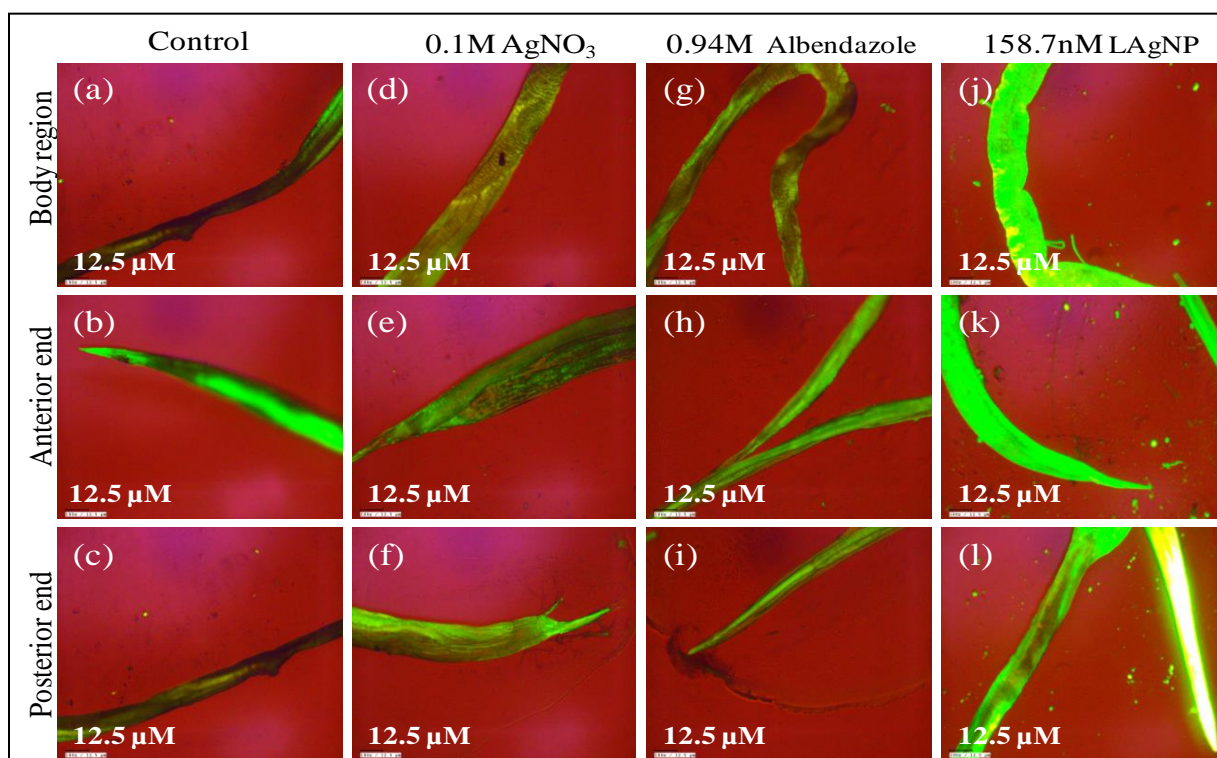 Control
0.1M AgNO₃
0.94M Albendazole
158.7nM LAgNP
Body region
(a)
12.5 μM
(d)
12.5 μM
(g)
12.5 μM
(j)
12.5 μM
Anterior end
(b)
12.5 μM
(e)
12.5 μM
(h)
12.5 μM
(k)
12.5 μM
Posterior end
(c)
12.5 μM
(f)
12.5 μM
(i)
12.5 μM
(l)
12.5 μM